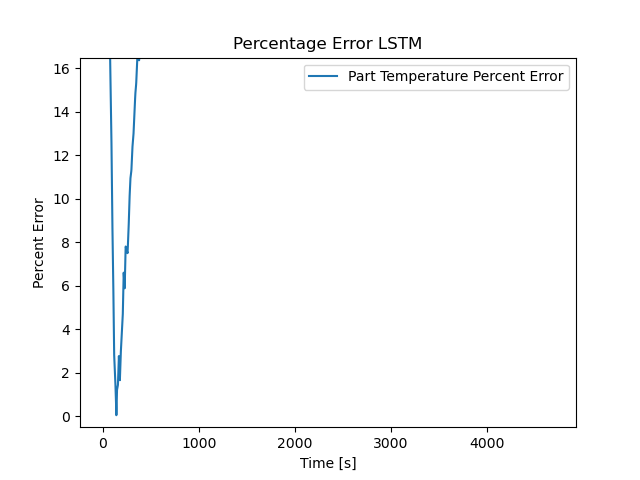 Percentage Error LSTM
Part Temperature Percent Error
16
14
12
10
8
6
4
2
0
Percent Error
0 1000 2000 3000 4000
Time [s]